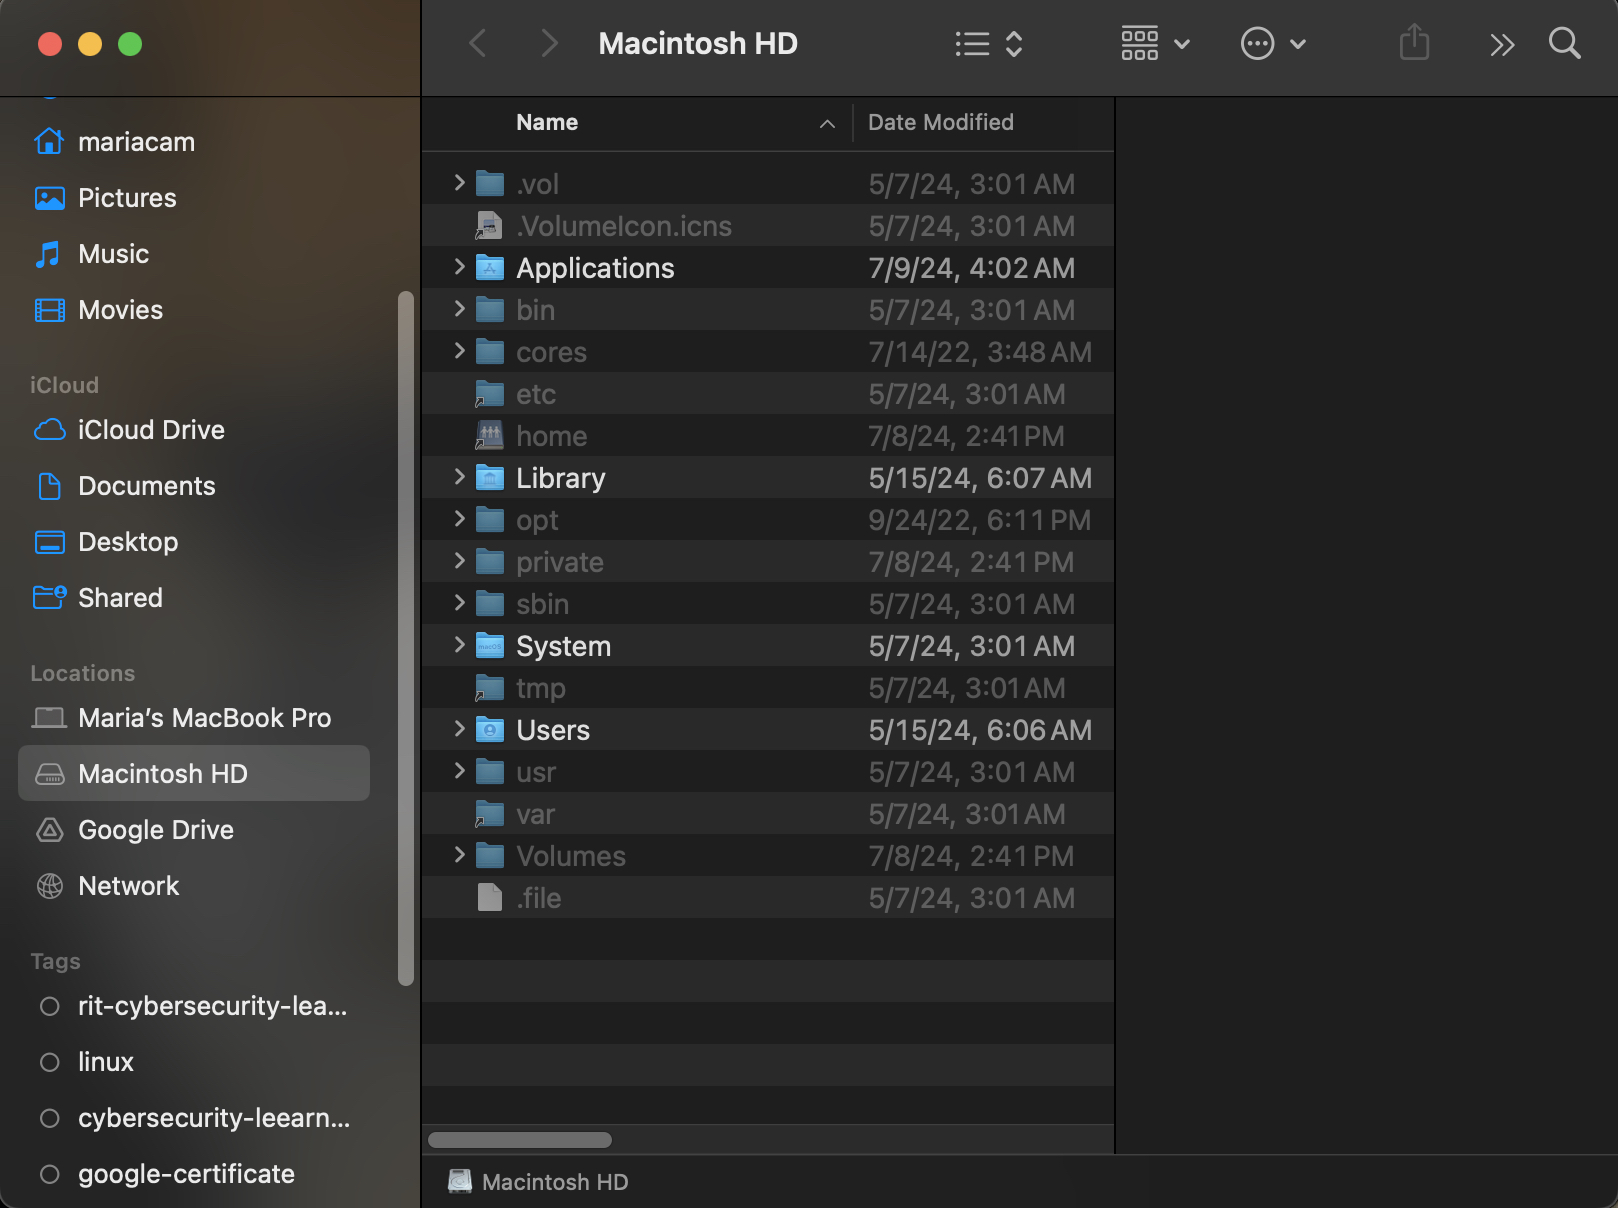 Macintosh HD
mariacam
Pictures
Music
Movies
iCloud
iCloud Drive
Documents
Desktop
Shared
Locations
Maria’s MacBook Pro
Macintosh HD
Google Drive
Network
Tags
rit-cybersecurity-lea...
linux
cybersecurity-leearn...
google-certificate
Name Date Modified
.vol 5/7/24, 3:01 AM
.VolumeIcon.icns 5/7/24, 3:01 AM
Applications 7/9/24, 4:02 AM
bin 5/7/24, 3:01 AM
cores 7/14/22, 3:48 AM
etc 5/7/24, 3:01 AM
home 7/8/24, 2:41 PM
Library 5/15/24, 6:07 AM
opt 9/24/22, 6:11 PM
private 7/8/24, 2:41 PM
sbin 5/7/24, 3:01 AM
macOS System 5/7/24, 3:01 AM
tmp 5/7/24, 3:01 AM
Users 5/15/24, 6:06 AM
usr 5/7/24, 3:01 AM
var 5/7/24, 3:01 AM
Volumes 7/8/24, 2:41 PM
.file 5/7/24, 3:01 AM
Macintosh HD